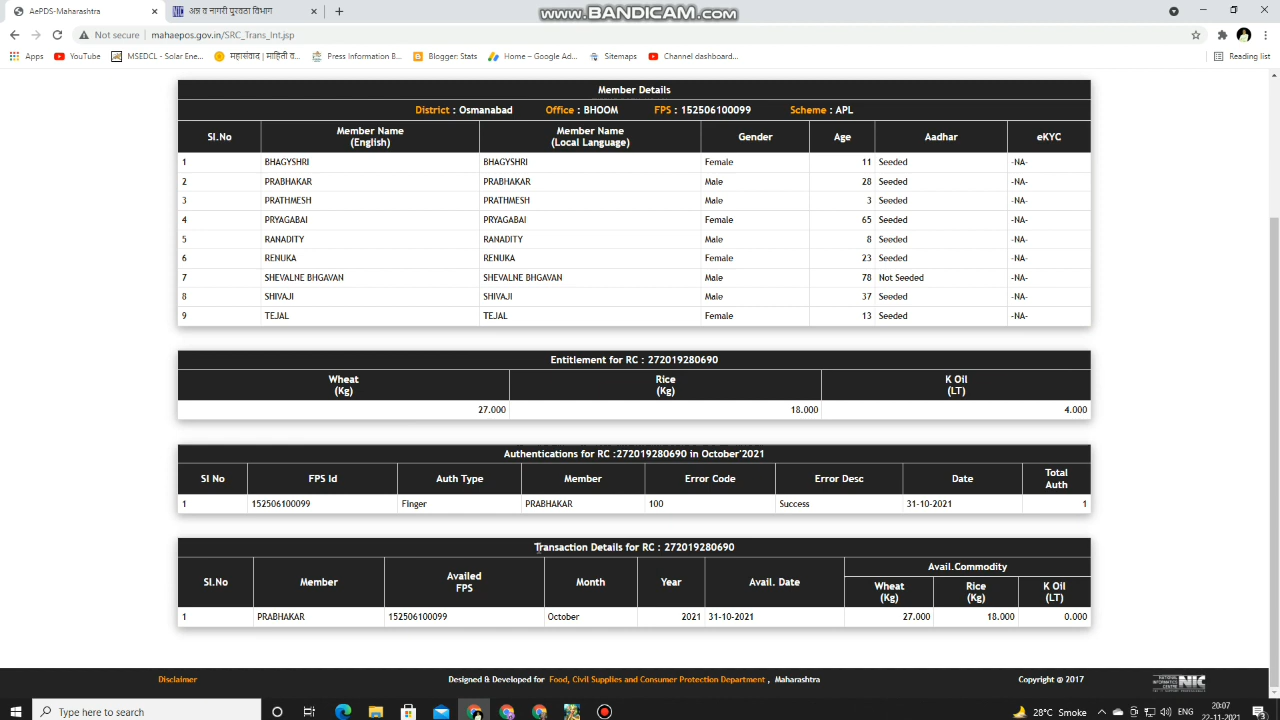 AePDS-Maharashtra
अन्न व नागरी पुरवठा विभाग
www.BANDICAM.com
Not secure | mahaepos.gov.in/SRC_Trans_Int.jsp
Apps YouTube MSEDCL - Solar Ene... महासंवाद | माहिती व... Press Information B... Blogger: Stats Home – Google Ad... Sitemaps Channel dashboard... Reading list
Member Details
District : Osmanabad Office : BHOOM FPS : 152506100099 Scheme : APL
Sl.No Member Name (English) Member Name (Local Language) Gender Age Aadhar eKYC
1 BHAGYSHRI BHAGYSHRI Female 11 Seeded -NA-
2 PRABHAKAR PRABHAKAR Male 28 Seeded -NA-
3 PRATHMESH PRATHMESH Male 3 Seeded -NA-
4 PRYAGABAI PRYAGABAI Female 65 Seeded -NA-
5 RANADITY RANADITY Male 8 Seeded -NA-
6 RENUKA RENUKA Female 23 Seeded -NA-
7 SHEVALNE BHGAVAN SHEVALNE BHGAVAN Male 78 Not Seeded -NA-
8 SHIVAJI SHIVAJI Male 37 Seeded -NA-
9 TEJAL TEJAL Female 13 Seeded -NA-
Entitlement for RC : 272019280690
Wheat (Kg) Rice (Kg) K Oil (LT)
27.000 18.000 4.000
Authentications for RC :272019280690 in October'2021
Sl No FPS Id Auth Type Member Error Code Error Desc Date Total Auth
1 152506100099 Finger PRABHAKAR 100 Success 31-10-2021 1
Transaction Details for RC : 272019280690
Sl.No Member Availed FPS Month Year Avail. Date Avail.Commodity
Wheat (Kg) Rice (Kg) K Oil (LT)
1 PRABHAKAR 152506100099 October 2021 31-10-2021 27.000 18.000 0.000
Disclaimer Designed & Developed for Food, Civil Supplies and Consumer Protection Department , Maharashtra Copyright @ 2017 NIC
Type here to search 28°C Smoke ENG 20:07
22-11-2021